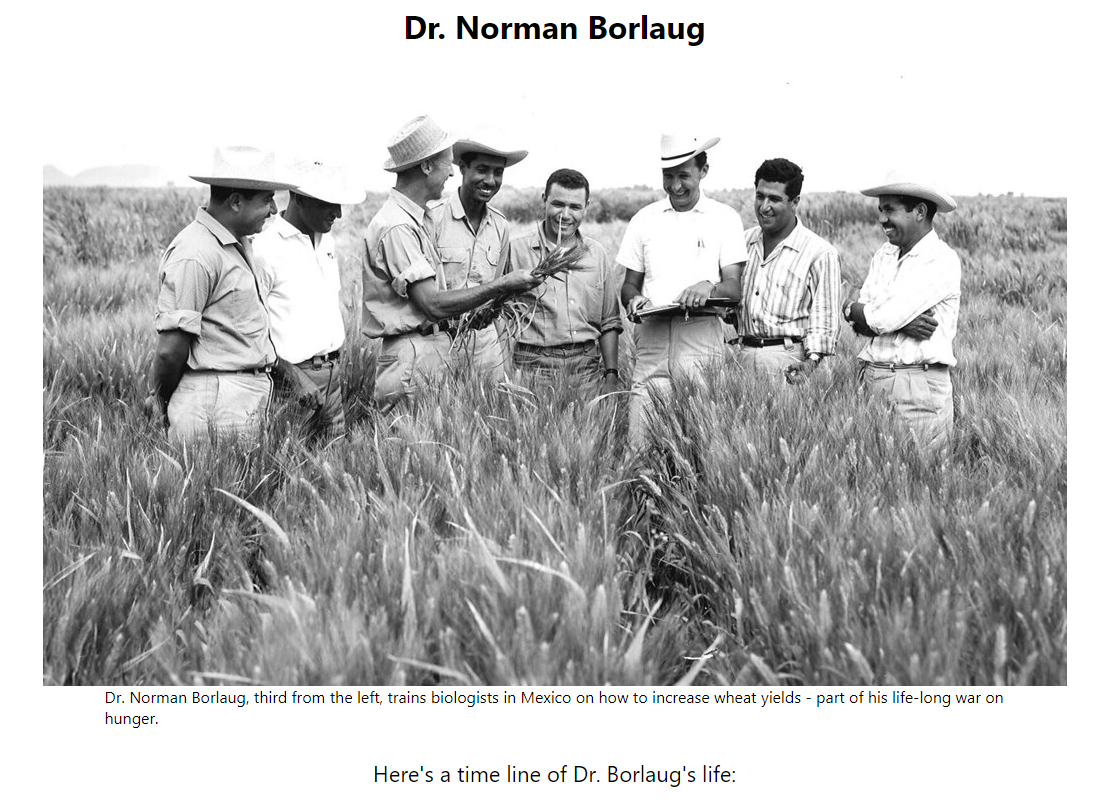 Dr. Norman Borlaug
Dr. Norman Borlaug, third from the left, trains biologists in Mexico on how to increase wheat yields - part of his life-long war on
hunger.
Here's a time line of Dr. Borlaug's life: